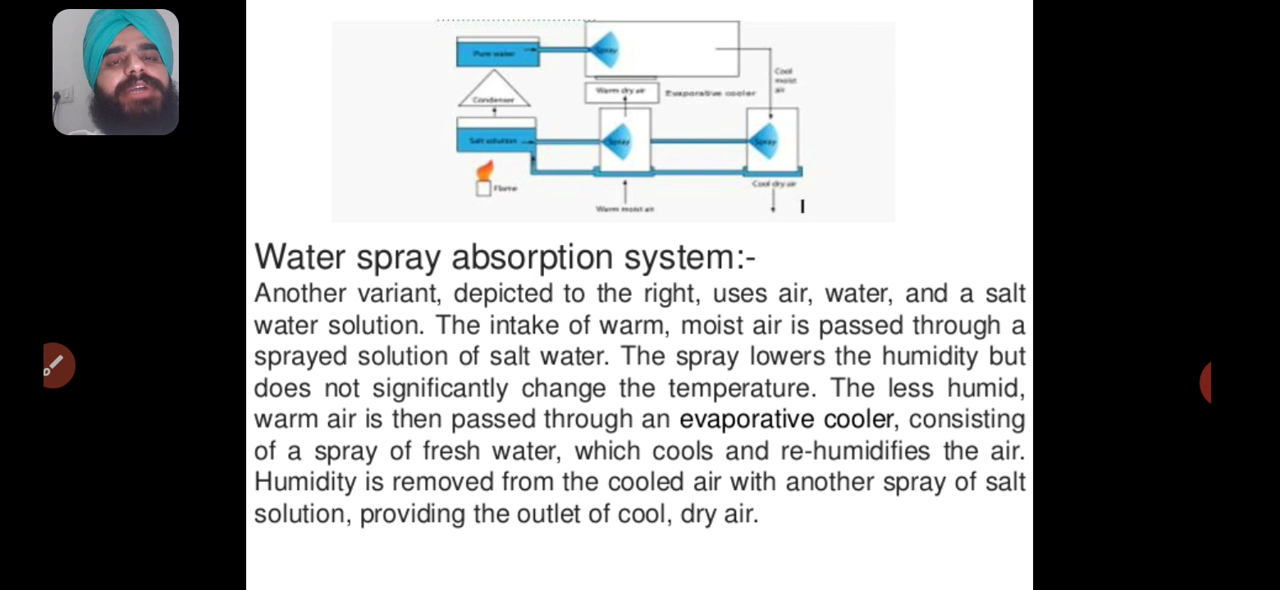 Pure water
Spray
Cool
moist
air
Warm dry air
Evaporative cooler
Condenser
Salt solution
Spray
Spray
Flame
Cool dry air
Warm moist air
Water spray absorption system:-
Another variant, depicted to the right, uses air, water, and a salt
water solution. The intake of warm, moist air is passed through a
sprayed solution of salt water. The spray lowers the humidity but
does not significantly change the temperature. The less humid,
warm air is then passed through an evaporative cooler, consisting
of a spray of fresh water, which cools and re-humidifies the air.
Humidity is removed from the cooled air with another spray of salt
solution, providing the outlet of cool, dry air.